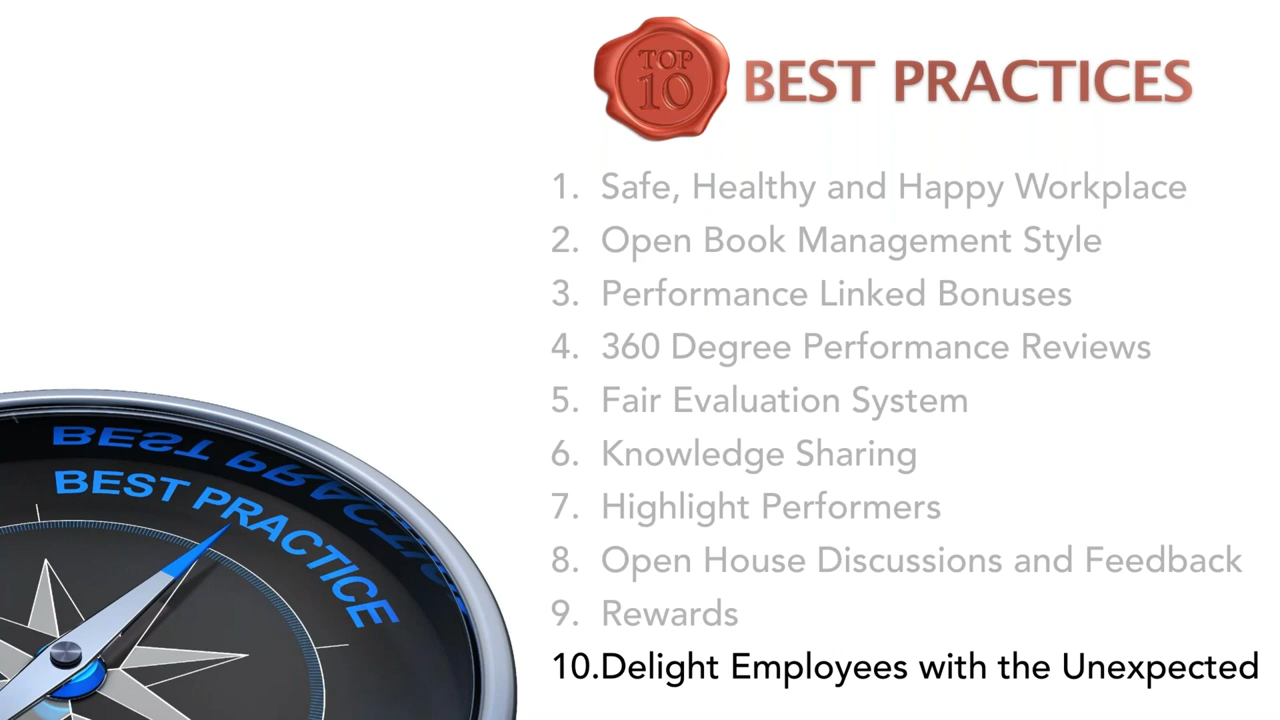 TOP
10
BEST PRACTICES
1. Safe, Healthy and Happy Workplace
2. Open Book Management Style
3. Performance Linked Bonuses
4. 360 Degree Performance Reviews
5. Fair Evaluation System
6. Knowledge Sharing
7. Highlight Performers
8. Open House Discussions and Feedback
9. Rewards
10.Delight Employees with the Unexpected
BEST PRACTICE
BEST PRACTICE